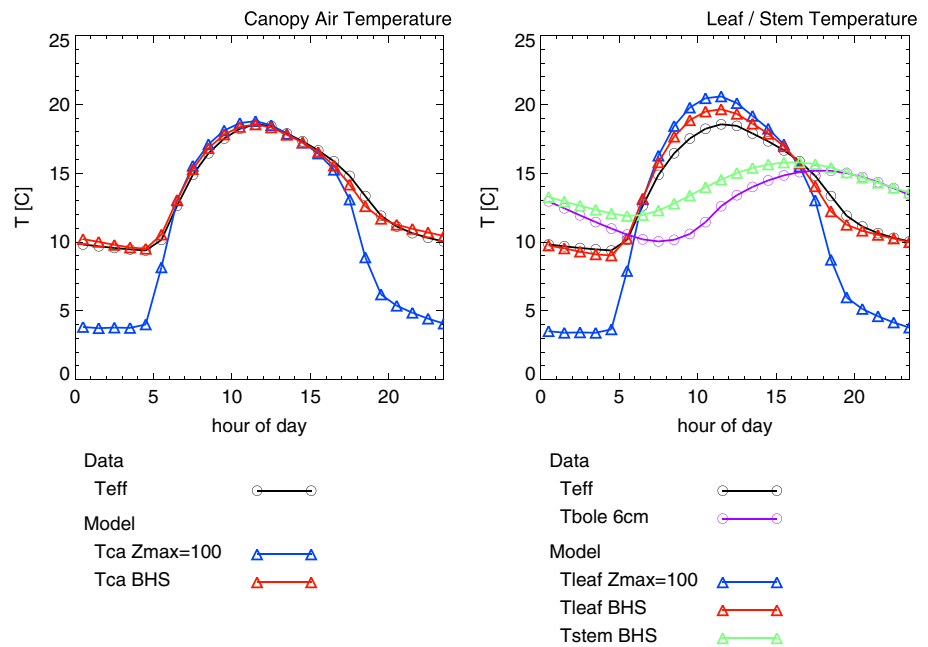 Canopy Air Temperature
25
20
15
10
5
0
T [C]
0 5 10 15 20
hour of day
Data
Teff
Model
Tca Zmax=100
Tca BHS
Leaf / Stem Temperature
25
20
15
10
5
0
T [C]
0 5 10 15 20
hour of day
Data
Teff
Tbole 6cm
Model
Tleaf Zmax=100
Tleaf BHS
Tstem BHS